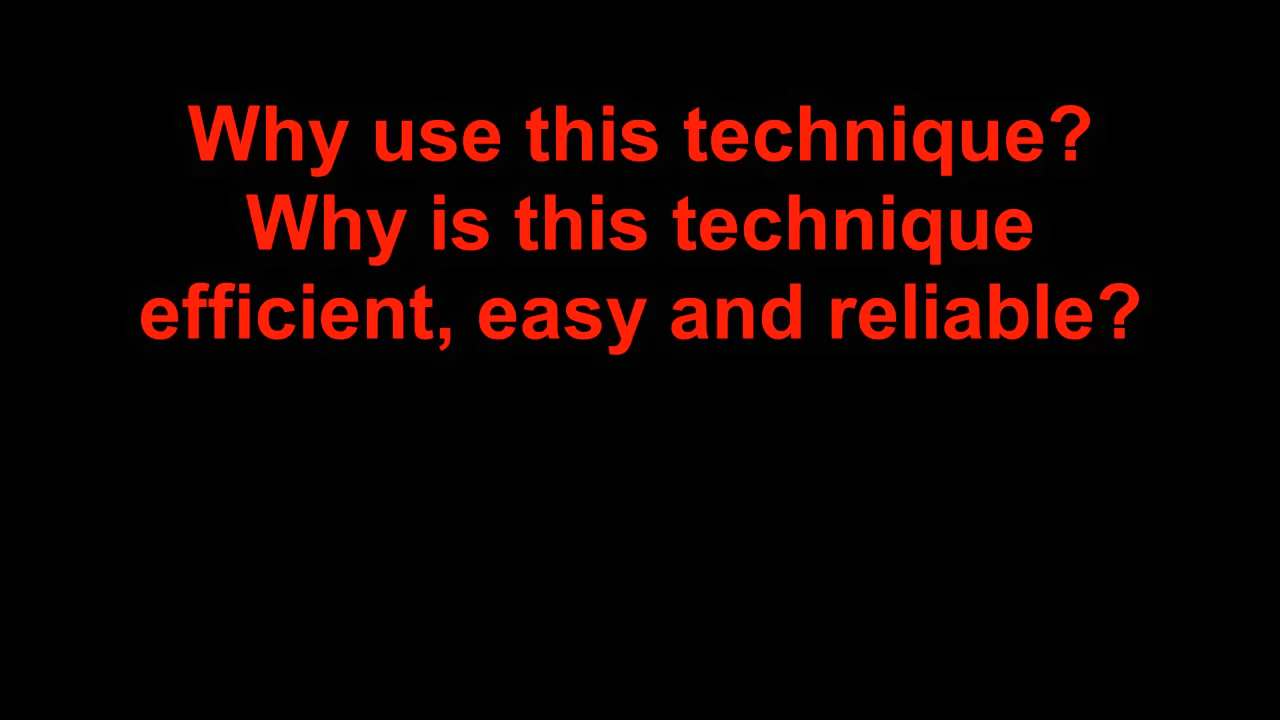 Why use this technique?
Why is this technique
efficient, easy and reliable?